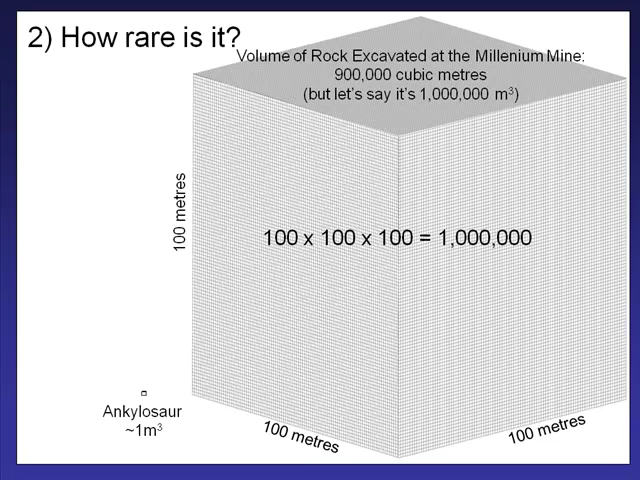 2) How rare is it?
Volume of Rock Excavated at the Millenium Mine:
900,000 cubic metres
(but let's say it's 1,000,000 m³)
100 metres
100 x 100 x 100 = 1,000,000
Ankylosaur
~1m³
100 metres
100 metres